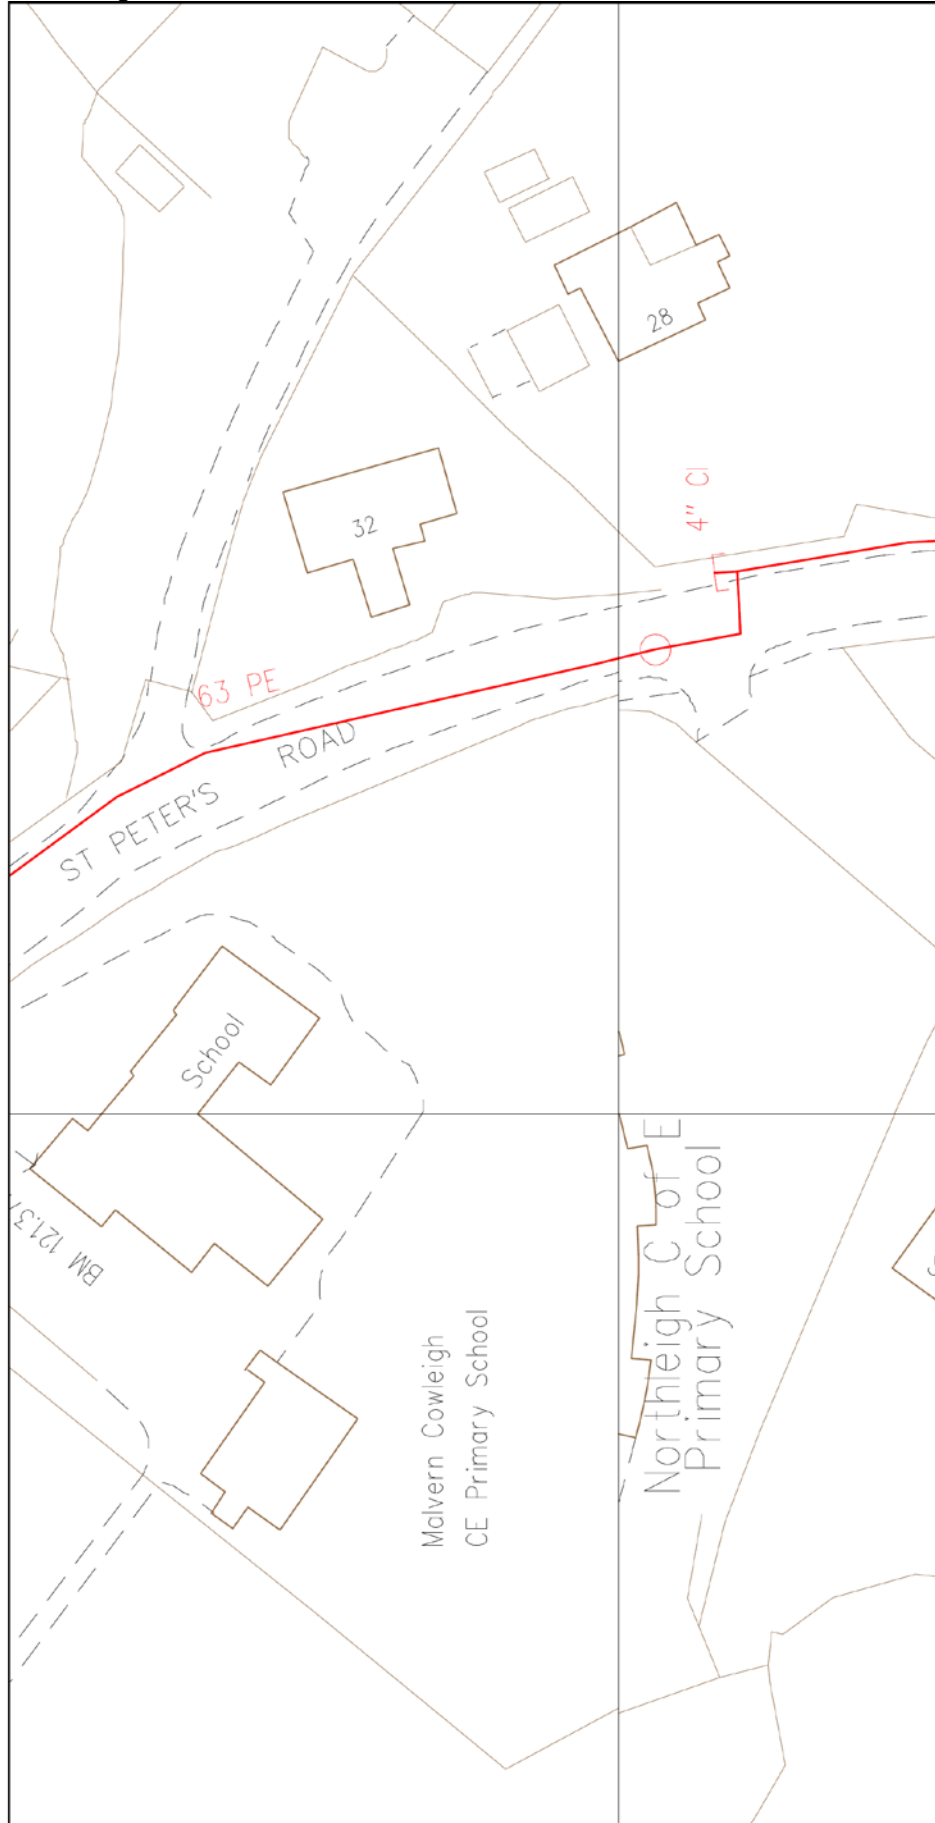 28
4" CI
32
63 PE
ST PETER'S ROAD
School
BM 121.37
Malvern Cowleigh
CE Primary School
Northleigh C of E
Primary School